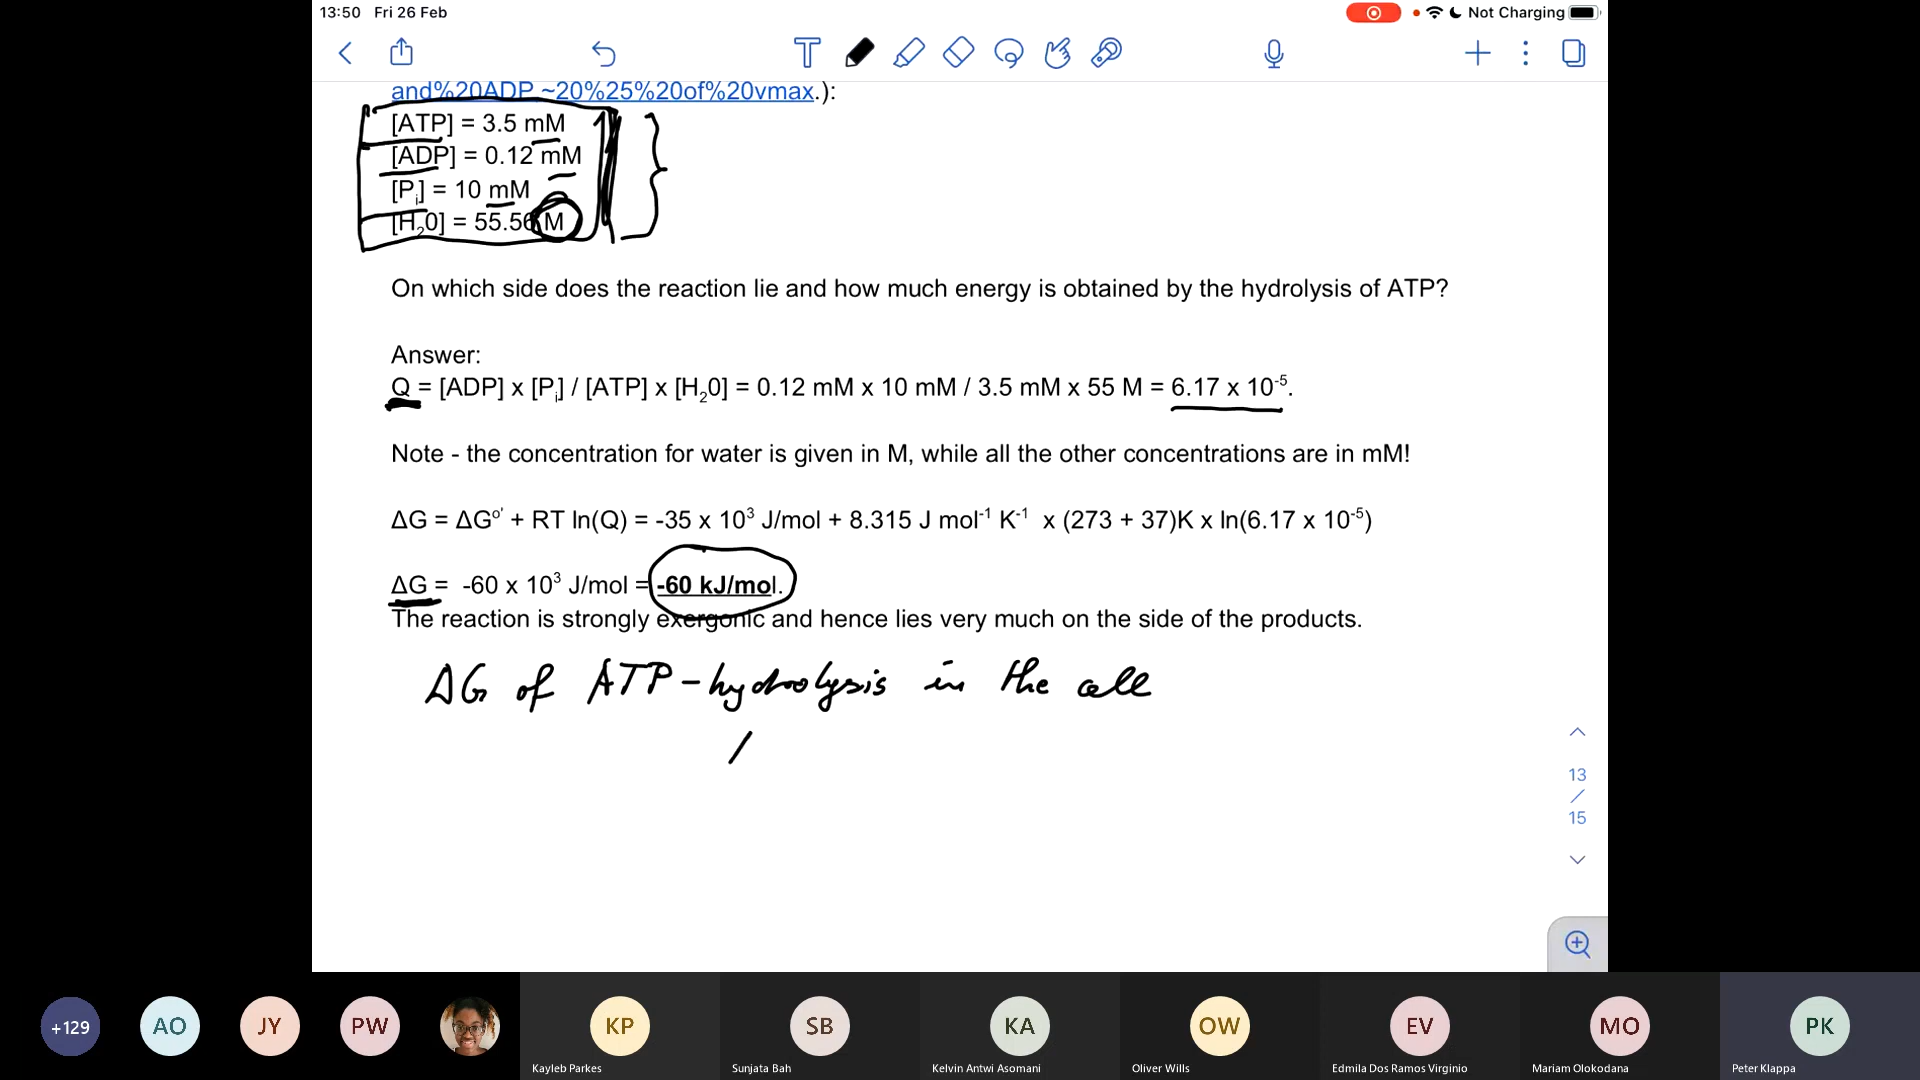 13:50 Fri 26 Feb
Not Charging
and%20ADP,~20%25%20of%20vmax.):
[ATP] = 3.5 mM
[ADP] = 0.12 mM
[Pi] = 10 mM
[H20] = 55.56 M
On which side does the reaction lie and how much energy is obtained by the hydrolysis of ATP?
Answer:
Q = [ADP] x [Pi] / [ATP] x [H20] = 0.12 mM x 10 mM / 3.5 mM x 55 M = 6.17 x 10-5.
Note - the concentration for water is given in M, while all the other concentrations are in mM!
ΔG = ΔGo' + RT ln(Q) = -35 x 103 J/mol + 8.315 J mol-1 K-1 x (273 + 37)K x ln(6.17 x 10-5)
ΔG = -60 x 103 J/mol = -60 kJ/mol.
The reaction is strongly exergonic and hence lies very much on the side of the products.
ΔG of ATP-hydrolysis in the cell
13
/
15
+129
AO
JY
PW
KP
SB
KA
OW
EV
MO
PK
Kayleb Parkes
Sunjata Bah
Kelvin Antwi Asomani
Oliver Wills
Edmila Dos Ramos Virginio
Mariam Olokodana
Peter Klappa